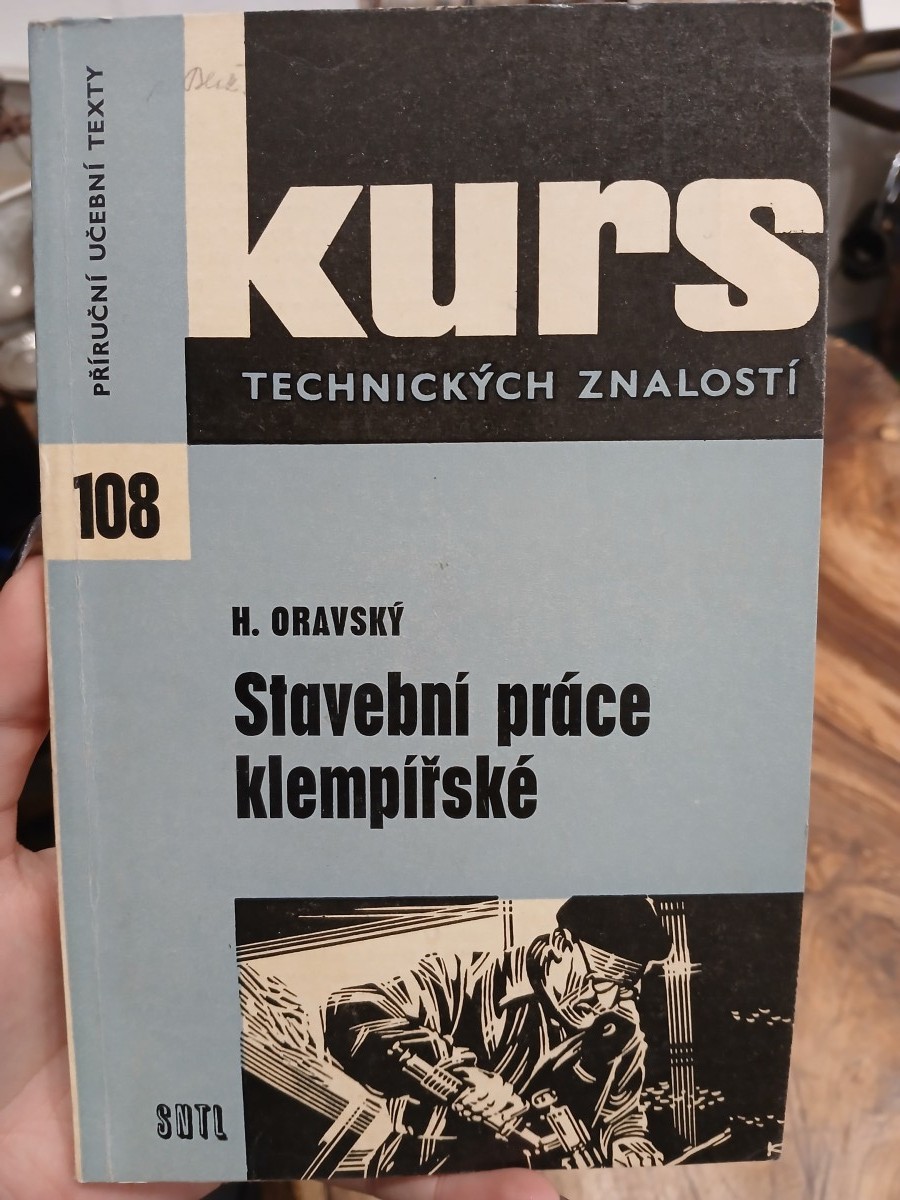 PŘÍRUČNÍ UČEBNÍ TEXTY
kurs
TECHNICKÝCH ZNALOSTÍ
108
H. ORAVSKÝ
Stavební práce
klempířské
SNTL